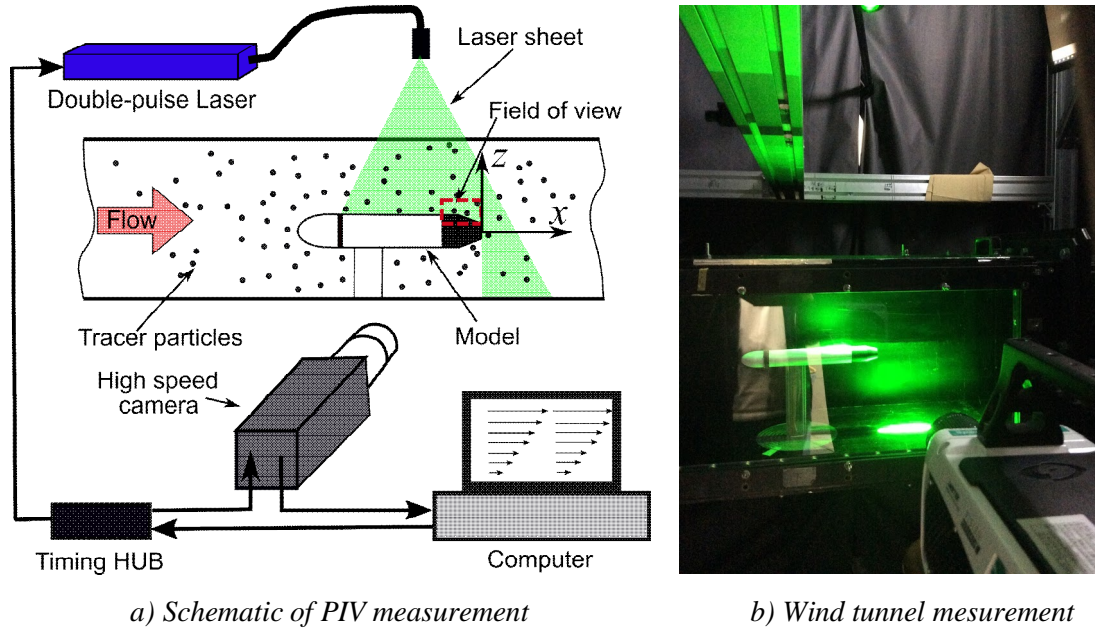 Laser sheet
Double-pulse Laser
Field of view
z
Flow
x
Tracer particles
Model
High speed
camera
Timing HUB
Computer
a) Schematic of PIV measurement
b) Wind tunnel mesurement